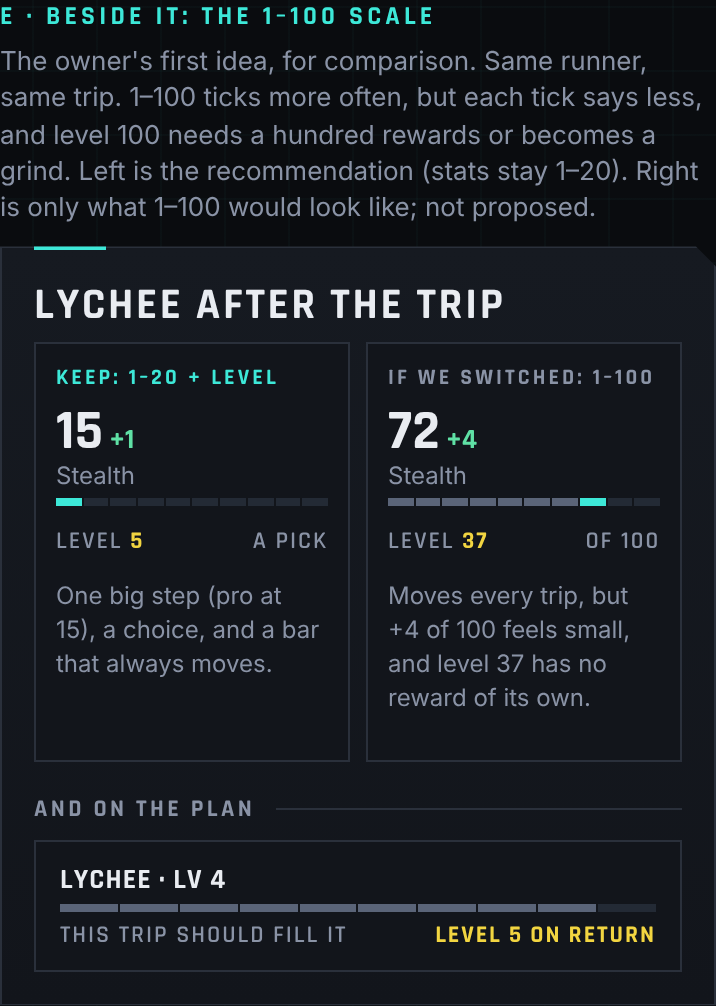 E · BESIDE IT: THE 1–100 SCALE
The owner's first idea, for comparison. Same runner,
same trip. 1–100 ticks more often, but each tick says less,
and level 100 needs a hundred rewards or becomes a
grind. Left is the recommendation (stats stay 1–20). Right
is only what 1–100 would look like; not proposed.
LYCHEE AFTER THE TRIP
KEEP: 1–20 + LEVEL
15 +1
Stealth
LEVEL 5 A PICK
One big step (pro at
15), a choice, and a bar
that always moves.
IF WE SWITCHED: 1–100
72 +4
Stealth
LEVEL 37 OF 100
Moves every trip, but
+4 of 100 feels small,
and level 37 has no
reward of its own.
AND ON THE PLAN
LYCHEE · LV 4
THIS TRIP SHOULD FILL IT LEVEL 5 ON RETURN